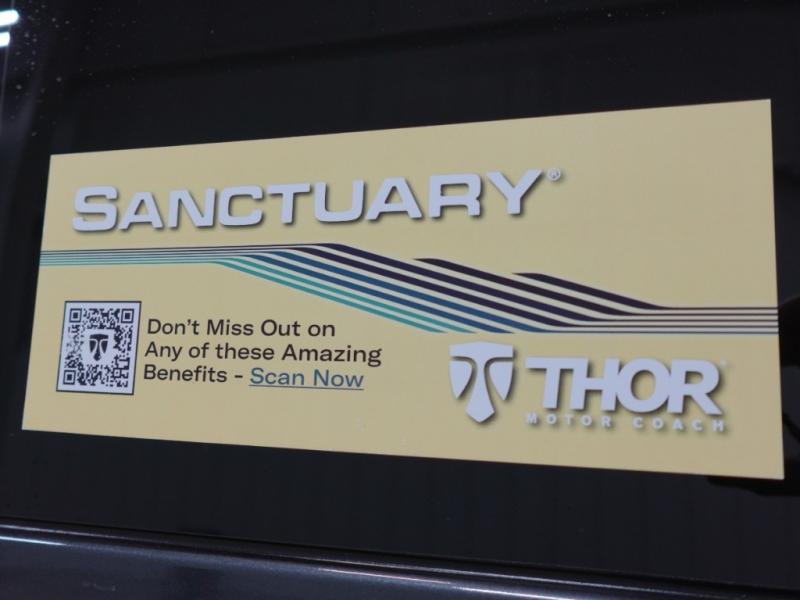 SANCTUARY®
Don't Miss Out on
Any of these Amazing
Benefits - Scan Now
THOR
MOTOR COACH